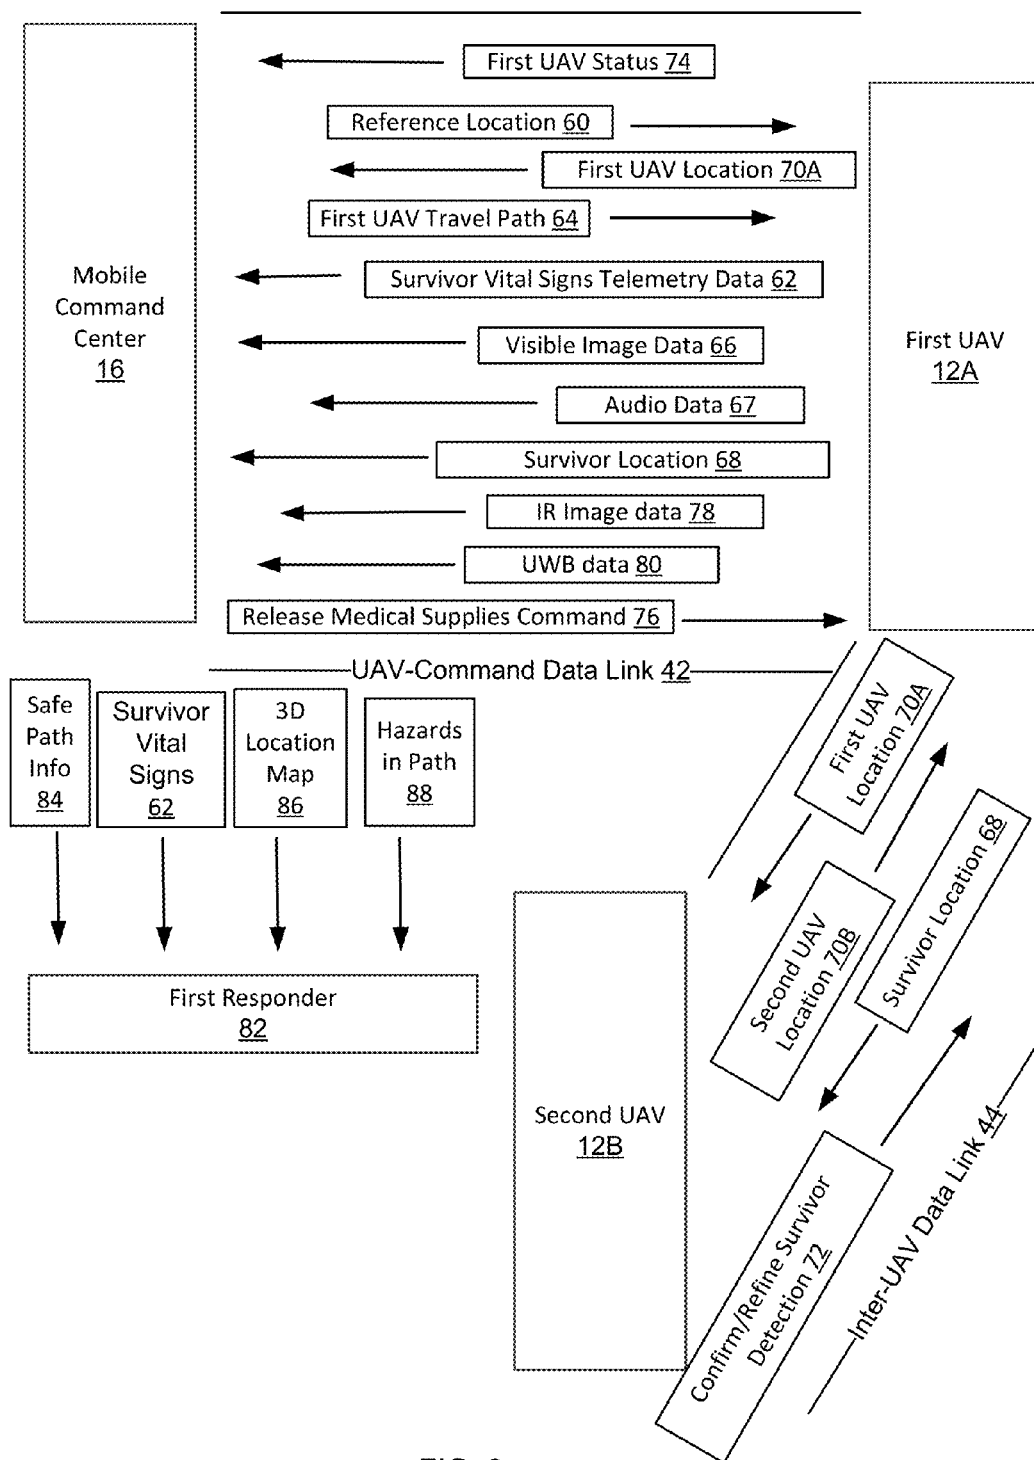 First UAV Status 74
Reference Location 60
First UAV Location 70A
First UAV Travel Path 64
Survivor Vital Signs Telemetry Data 62
Visible Image Data 66
Audio Data 67
Survivor Location 68
IR Image data 78
UWB data 80
Release Medical Supplies Command 76
Mobile
Command
Center
16
First UAV
12A
UAV-Command Data Link 42
Safe
Path
Info
84
Survivor
Vital
Signs
62
3D
Location
Map
86
Hazards
in Path
88
First Responder
82
Second UAV
12B
First UAV
Location 70A
Second UAV
Location 70B
Survivor Location 68
Confirm/Refine Survivor
Detection 72
Inter-UAV Data Link 44